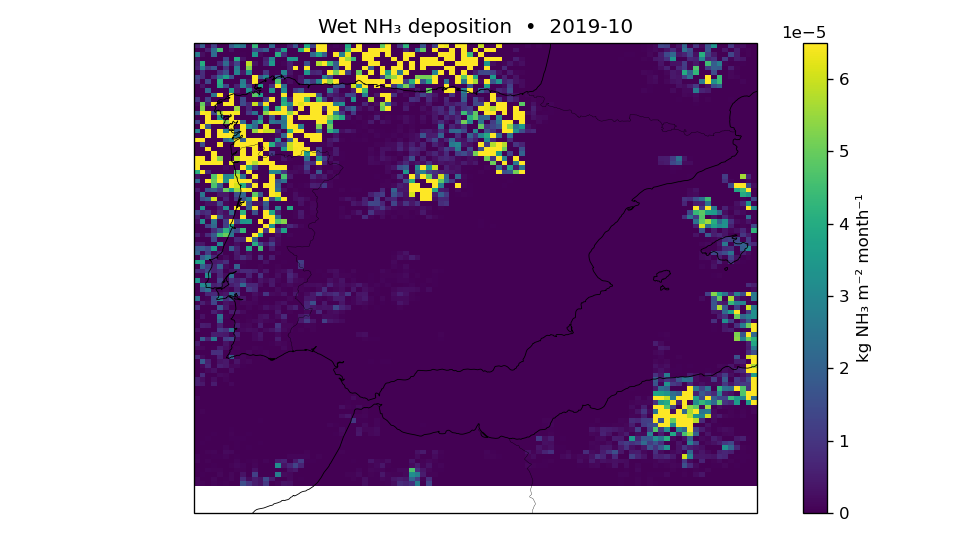 Wet NH₃ deposition • 2019-10
1e−5
6
5
4
3
2
1
0
kg NH₃ m⁻² month⁻¹